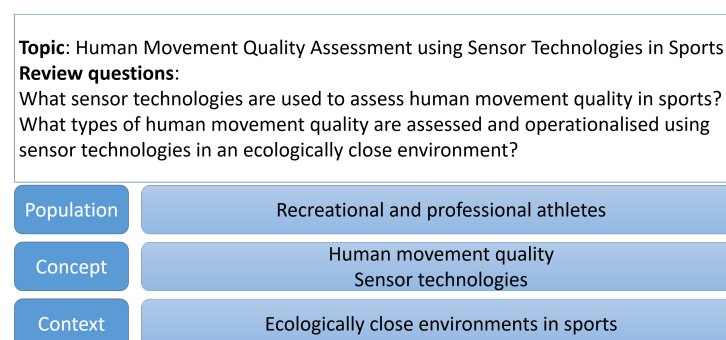 Topic: Human Movement Quality Assessment using Sensor Technologies in Sports
Review questions:
What sensor technologies are used to assess human movement quality in sports?
What types of human movement quality are assessed and operationalised using
sensor technologies in an ecologically close environment?
Population
Recreational and professional athletes
Concept
Human movement quality
Sensor technologies
Context
Ecologically close environments in sports